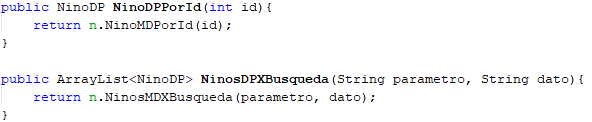 public NinoDP NinoDPPorId(int id){
    return n.NinoMDPorId(id);
}
public ArrayList<NinoDP> NinosDPXBusqueda(String parametro, String dato){
    return n.NinosMDXBusqueda(parametro, dato);
}